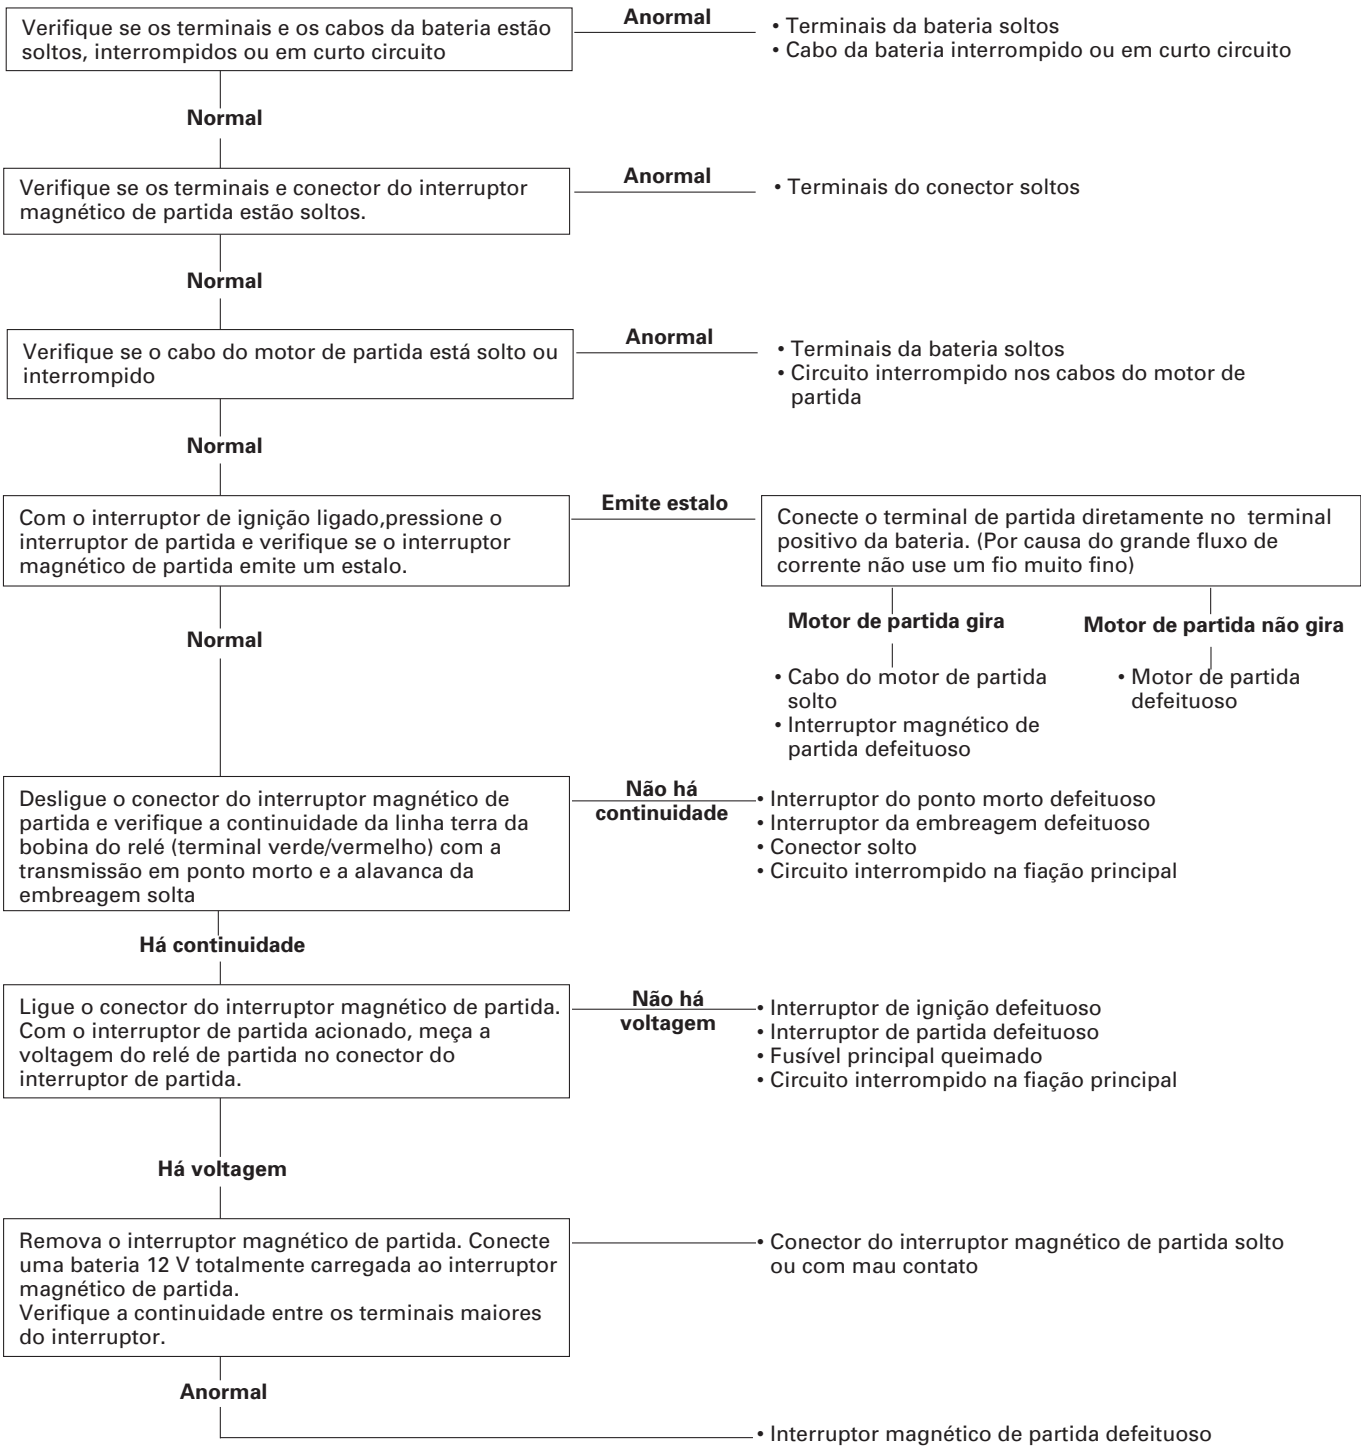 Verifique se os terminais e os cabos da bateria estão
soltos, interrompidos ou em curto circuito
Anormal
• Terminais da bateria soltos
• Cabo da bateria interrompido ou em curto circuito
Normal
Verifique se os terminais e conector do interruptor
magnético de partida estão soltos.
Anormal
• Terminais do conector soltos
Normal
Verifique se o cabo do motor de partida está solto ou
interrompido
Anormal
• Terminais da bateria soltos
• Circuito interrompido nos cabos do motor de
partida
Normal
Com o interruptor de ignição ligado,pressione o
interruptor de partida e verifique se o interruptor
magnético de partida emite um estalo.
Emite estalo
Conecte o terminal de partida diretamente no terminal
positivo da bateria. (Por causa do grande fluxo de
corrente não use um fio muito fino)
Motor de partida gira
• Cabo do motor de partida
solto
• Interruptor magnético de
partida defeituoso
Motor de partida não gira
• Motor de partida
defeituoso
Normal
Desligue o conector do interruptor magnético de
partida e verifique a continuidade da linha terra da
bobina do relé (terminal verde/vermelho) com a
transmissão em ponto morto e a alavanca da
embreagem solta
Não há
continuidade
• Interruptor do ponto morto defeituoso
• Interruptor da embreagem defeituoso
• Conector solto
• Circuito interrompido na fiação principal
Há continuidade
Ligue o conector do interruptor magnético de partida.
Com o interruptor de partida acionado, meça a
voltagem do relé de partida no conector do
interruptor de partida.
Não há
voltagem
• Interruptor de ignição defeituoso
• Interruptor de partida defeituoso
• Fusível principal queimado
• Circuito interrompido na fiação principal
Há voltagem
Remova o interruptor magnético de partida. Conecte
uma bateria 12 V totalmente carregada ao interruptor
magnético de partida.
Verifique a continuidade entre os terminais maiores
do interruptor.
• Conector do interruptor magnético de partida solto
ou com mau contato
Anormal
• Interruptor magnético de partida defeituoso